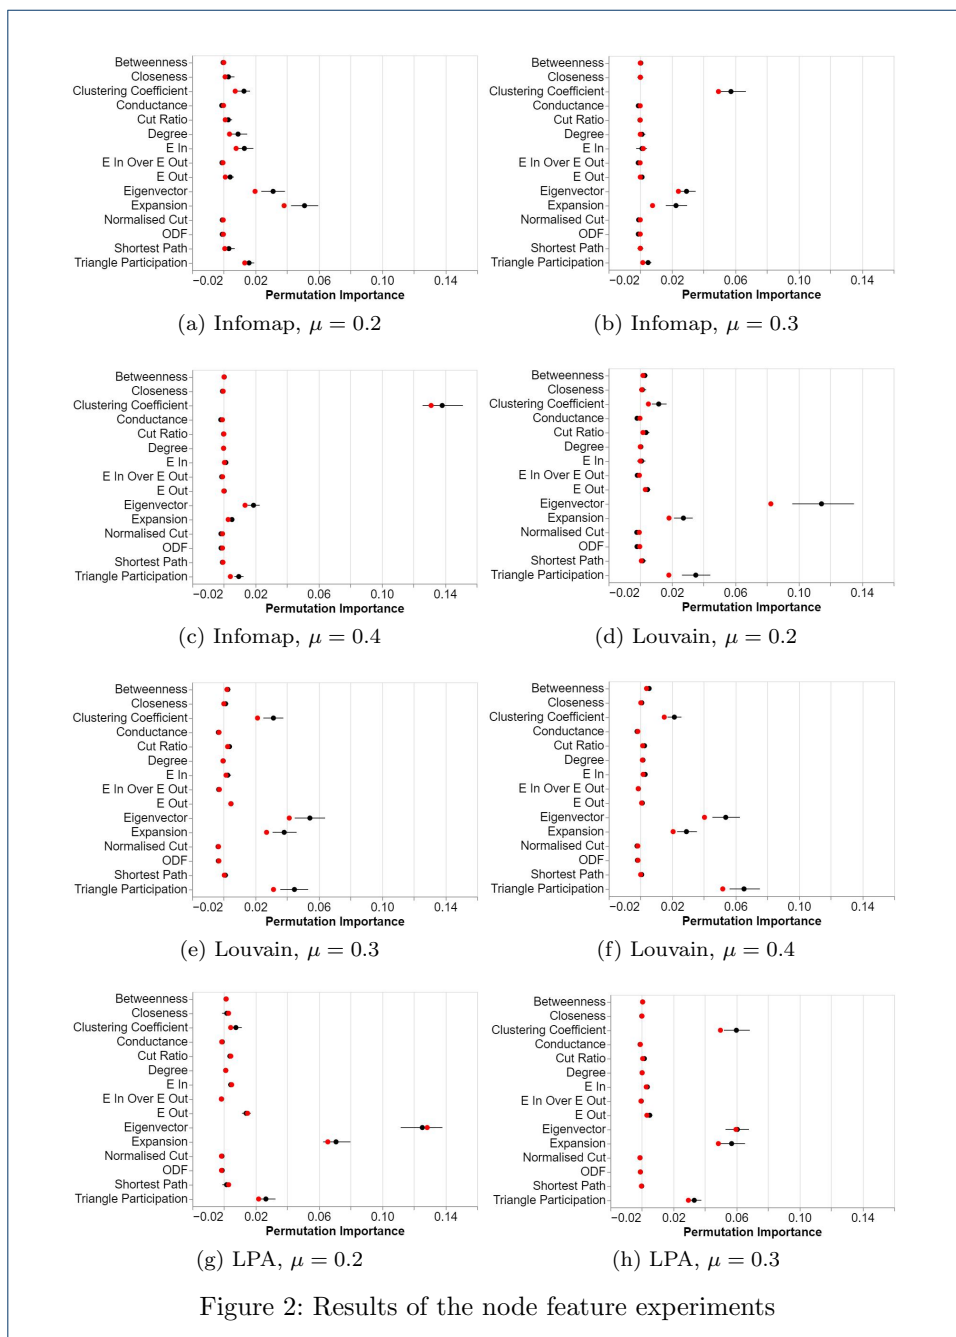 Betweenness
Closeness
Clustering Coefficient
Conductance
Cut Ratio
Degree
E In
E In Over E Out
E Out
Eigenvector
Expansion
Normalised Cut
ODF
Shortest Path
Triangle Participation
−0.02 0.02 0.06 0.10 0.14
Permutation Importance
(a) Infomap, μ = 0.2
Betweenness
Closeness
Clustering Coefficient
Conductance
Cut Ratio
Degree
E In
E In Over E Out
E Out
Eigenvector
Expansion
Normalised Cut
ODF
Shortest Path
Triangle Participation
−0.02 0.02 0.06 0.10 0.14
Permutation Importance
(b) Infomap, μ = 0.3
Betweenness
Closeness
Clustering Coefficient
Conductance
Cut Ratio
Degree
E In
E In Over E Out
E Out
Eigenvector
Expansion
Normalised Cut
ODF
Shortest Path
Triangle Participation
−0.02 0.02 0.06 0.10 0.14
Permutation Importance
(c) Infomap, μ = 0.4
Betweenness
Closeness
Clustering Coefficient
Conductance
Cut Ratio
Degree
E In
E In Over E Out
E Out
Eigenvector
Expansion
Normalised Cut
ODF
Shortest Path
Triangle Participation
−0.02 0.02 0.06 0.10 0.14
Permutation Importance
(d) Louvain, μ = 0.2
Betweenness
Closeness
Clustering Coefficient
Conductance
Cut Ratio
Degree
E In
E In Over E Out
E Out
Eigenvector
Expansion
Normalised Cut
ODF
Shortest Path
Triangle Participation
−0.02 0.02 0.06 0.10 0.14
Permutation Importance
(e) Louvain, μ = 0.3
Betweenness
Closeness
Clustering Coefficient
Conductance
Cut Ratio
Degree
E In
E In Over E Out
E Out
Eigenvector
Expansion
Normalised Cut
ODF
Shortest Path
Triangle Participation
−0.02 0.02 0.06 0.10 0.14
Permutation Importance
(f) Louvain, μ = 0.4
Betweenness
Closeness
Clustering Coefficient
Conductance
Cut Ratio
Degree
E In
E In Over E Out
E Out
Eigenvector
Expansion
Normalised Cut
ODF
Shortest Path
Triangle Participation
−0.02 0.02 0.06 0.10 0.14
Permutation Importance
(g) LPA, μ = 0.2
Betweenness
Closeness
Clustering Coefficient
Conductance
Cut Ratio
Degree
E In
E In Over E Out
E Out
Eigenvector
Expansion
Normalised Cut
ODF
Shortest Path
Triangle Participation
−0.02 0.02 0.06 0.10 0.14
Permutation Importance
(h) LPA, μ = 0.3
Figure 2: Results of the node feature experiments